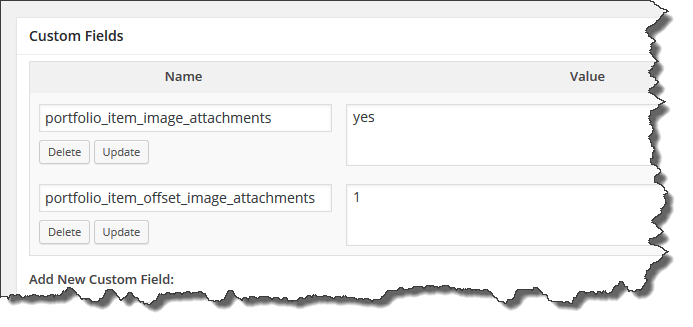 Custom Fields
Name Value
portfolio_item_image_attachments yes
Delete Update
portfolio_item_offset_image_attachments 1
Delete Update
Add New Custom Field: